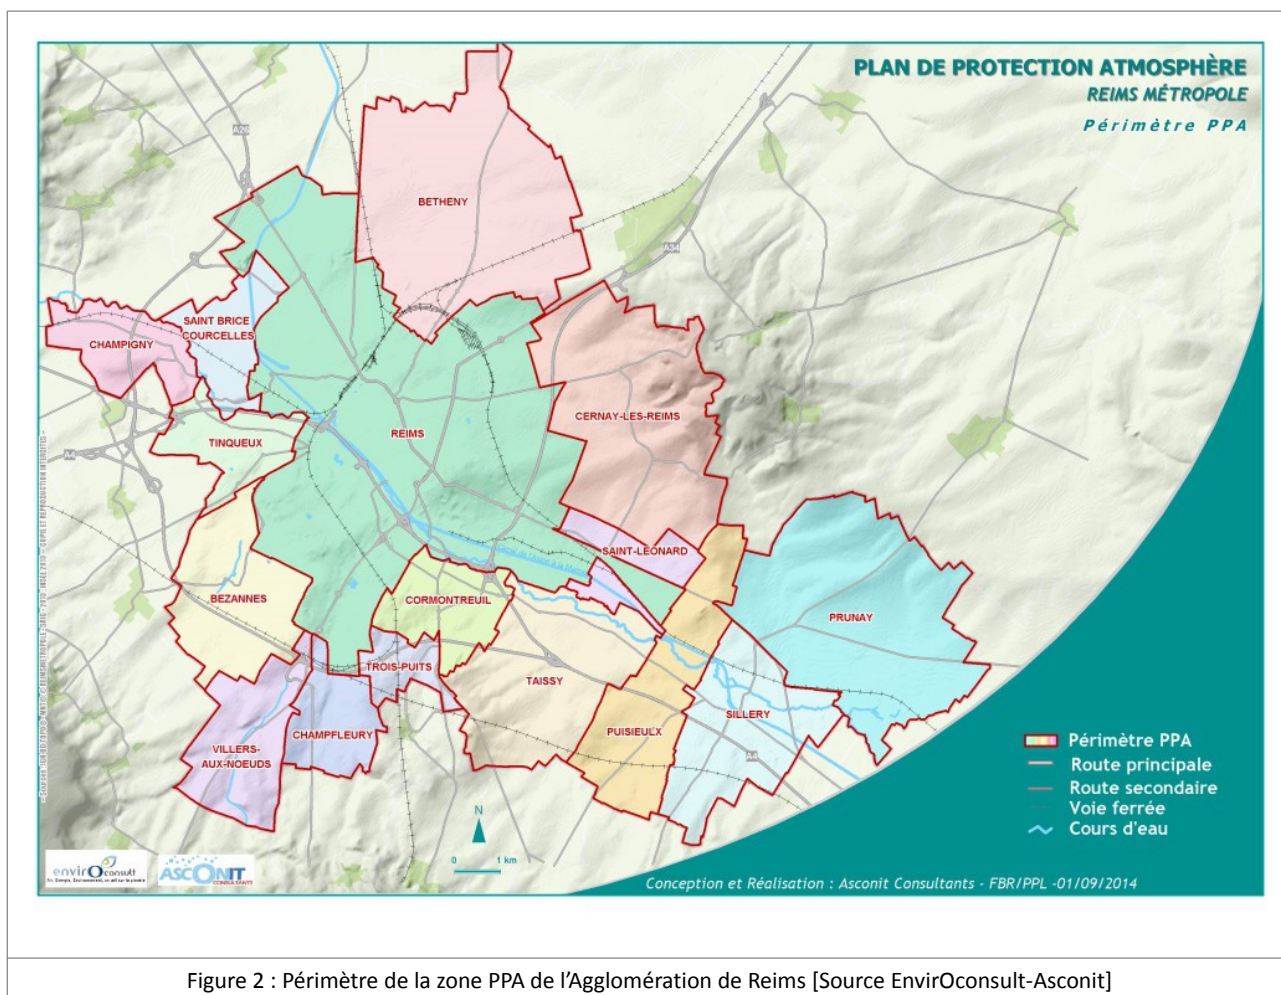 PLAN DE PROTECTION ATMOSPHÈRE
REIMS MÉTROPOLE
Périmètre PPA
A26
BETHENY
A34
SAINT BRICE
COURCELLES
CHAMPIGNY
CERNAY-LES-REIMS
REIMS
TINQUEUX
A4
SAINT-LEONARD
BEZANNES
CORMONTREUIL
PRUNAY
TROIS-PUITS
TAISSY
SILLERY
PUISIEULX
CHAMPFLEURY
VILLERS-
AUX-NOEUDS
A4
Périmètre PPA
Route principale
Route secondaire
Voie ferrée
Cours d'eau
N
0 1 km
envirOconsult
ASCONIT
CONSULTANTS
Conception et Réalisation : Asconit Consultants - FBR/PPL -01/09/2014
Figure 2 : Périmètre de la zone PPA de l’Agglomération de Reims [Source EnvirOconsult-Asconit]